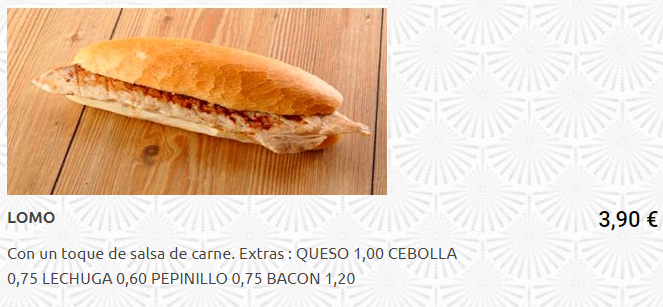 LOMO 3,90 €
Con un toque de salsa de carne. Extras : QUESO 1,00 CEBOLLA
0,75 LECHUGA 0,60 PEPINILLO 0,75 BACON 1,20